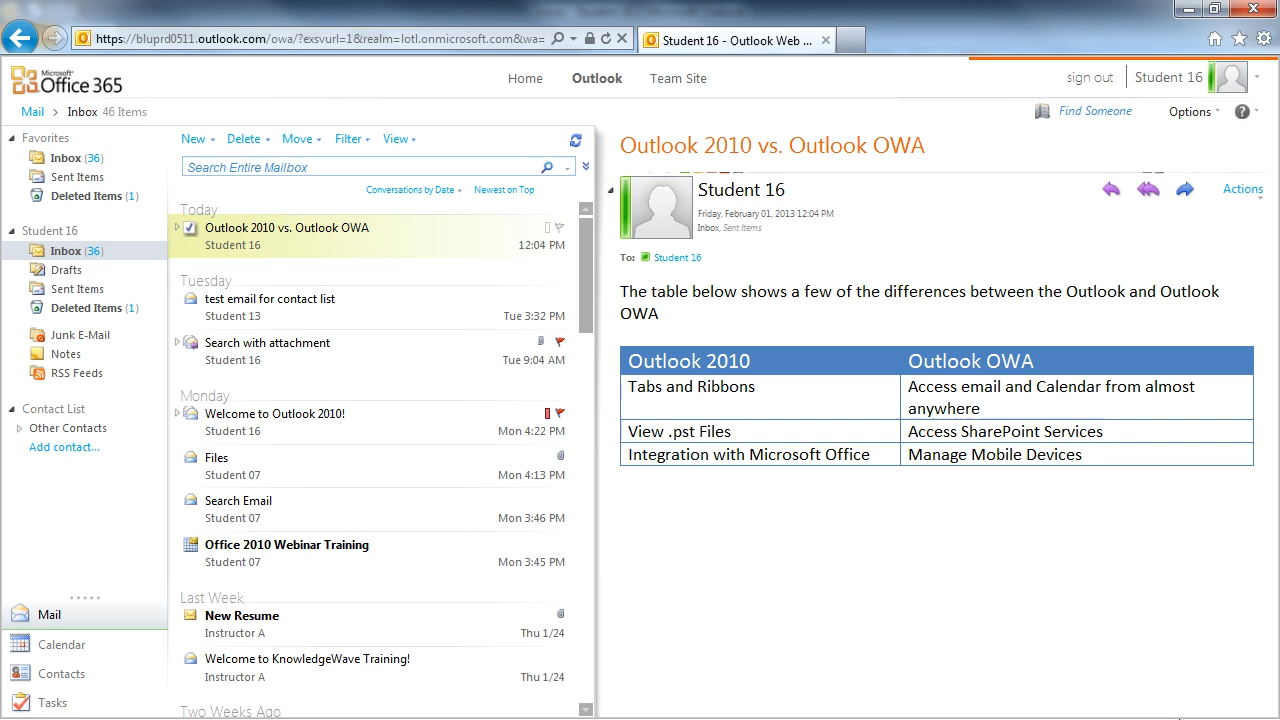 https://bluprd0511.outlook.com/owa/?exsvurl=1&realm=lotl.onmicrosoft.com&wa=
Student 16 - Outlook Web ...
Microsoft
Office 365
Home Outlook Team Site
sign out Student 16
Mail > Inbox 46 Items
Find Someone Options
Favorites
Inbox (36)
Sent Items
Deleted Items (1)
Student 16
Inbox (36)
Drafts
Sent Items
Deleted Items (1)
Junk E-Mail
Notes
RSS Feeds
Contact List
Other Contacts
Add contact...
Mail
Calendar
Contacts
Tasks
New Delete Move Filter View
Search Entire Mailbox
Conversations by Date Newest on Top
Today
Outlook 2010 vs. Outlook OWA
Student 16 12:04 PM
Tuesday
test email for contact list
Student 13 Tue 3:32 PM
Search with attachment
Student 16 Tue 9:04 AM
Monday
Welcome to Outlook 2010!
Student 16 Mon 4:22 PM
Files
Student 07 Mon 4:13 PM
Search Email
Student 07 Mon 3:46 PM
Office 2010 Webinar Training
Student 07 Mon 3:45 PM
Last Week
New Resume
Instructor A Thu 1/24
Welcome to KnowledgeWave Training!
Instructor A Thu 1/24
Two Weeks Ago
Outlook 2010 vs. Outlook OWA
Student 16
Actions
Friday, February 01, 2013 12:04 PM
Inbox, Sent Items
To: Student 16
The table below shows a few of the differences between the Outlook and Outlook
OWA
Outlook 2010 Outlook OWA
Tabs and Ribbons Access email and Calendar from almost
anywhere
View .pst Files Access SharePoint Services
Integration with Microsoft Office Manage Mobile Devices